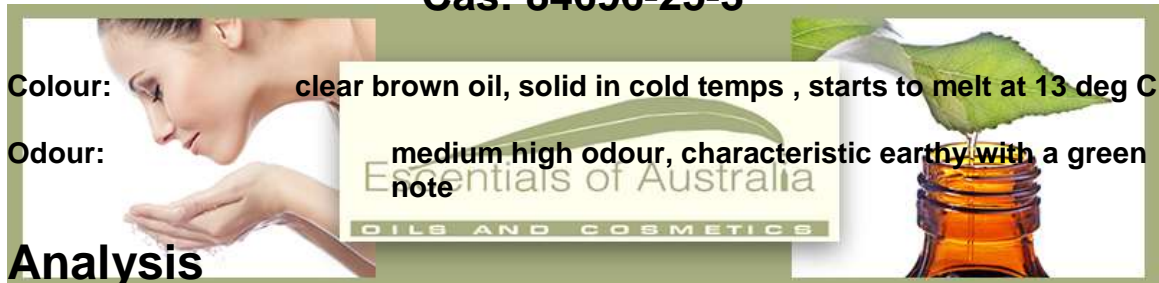 Colour: clear brown oil, solid in cold temps , starts to melt at 13 deg C
Odour: medium high odour, characteristic earthy with a green
note
Essentials of Australia
OILS AND COSMETICS
Analysis